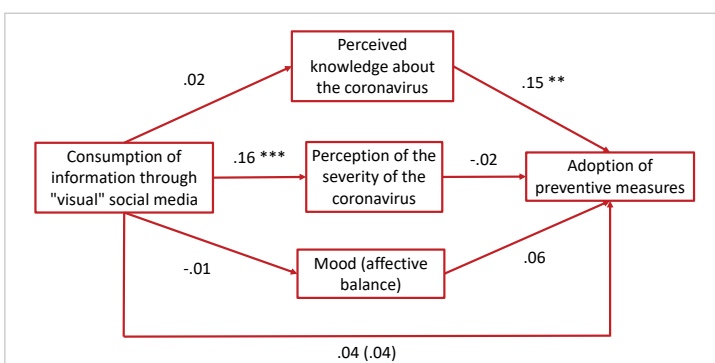 Perceived
knowledge about
the coronavirus
.02
.15 **
Consumption of
information through
"visual" social media
.16 ***
Perception of the
severity of the
coronavirus
-.02
Adoption of
preventive measures
-.01
Mood (affective
balance)
.06
.04 (.04)